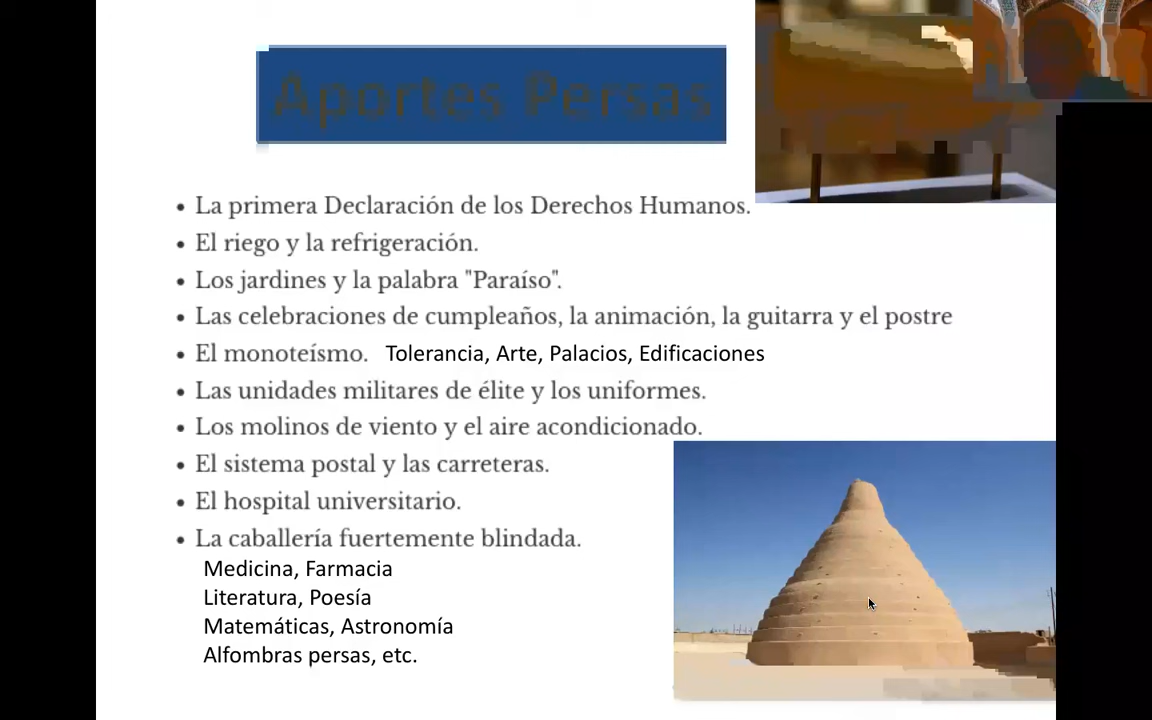 Aportes Persas
• La primera Declaración de los Derechos Humanos.
• El riego y la refrigeración.
• Los jardines y la palabra "Paraíso".
• Las celebraciones de cumpleaños, la animación, la guitarra y el postre
• El monoteísmo. Tolerancia, Arte, Palacios, Edificaciones
• Las unidades militares de élite y los uniformes.
• Los molinos de viento y el aire acondicionado.
• El sistema postal y las carreteras.
• El hospital universitario.
• La caballería fuertemente blindada.
Medicina, Farmacia
Literatura, Poesía
Matemáticas, Astronomía
Alfombras persas, etc.